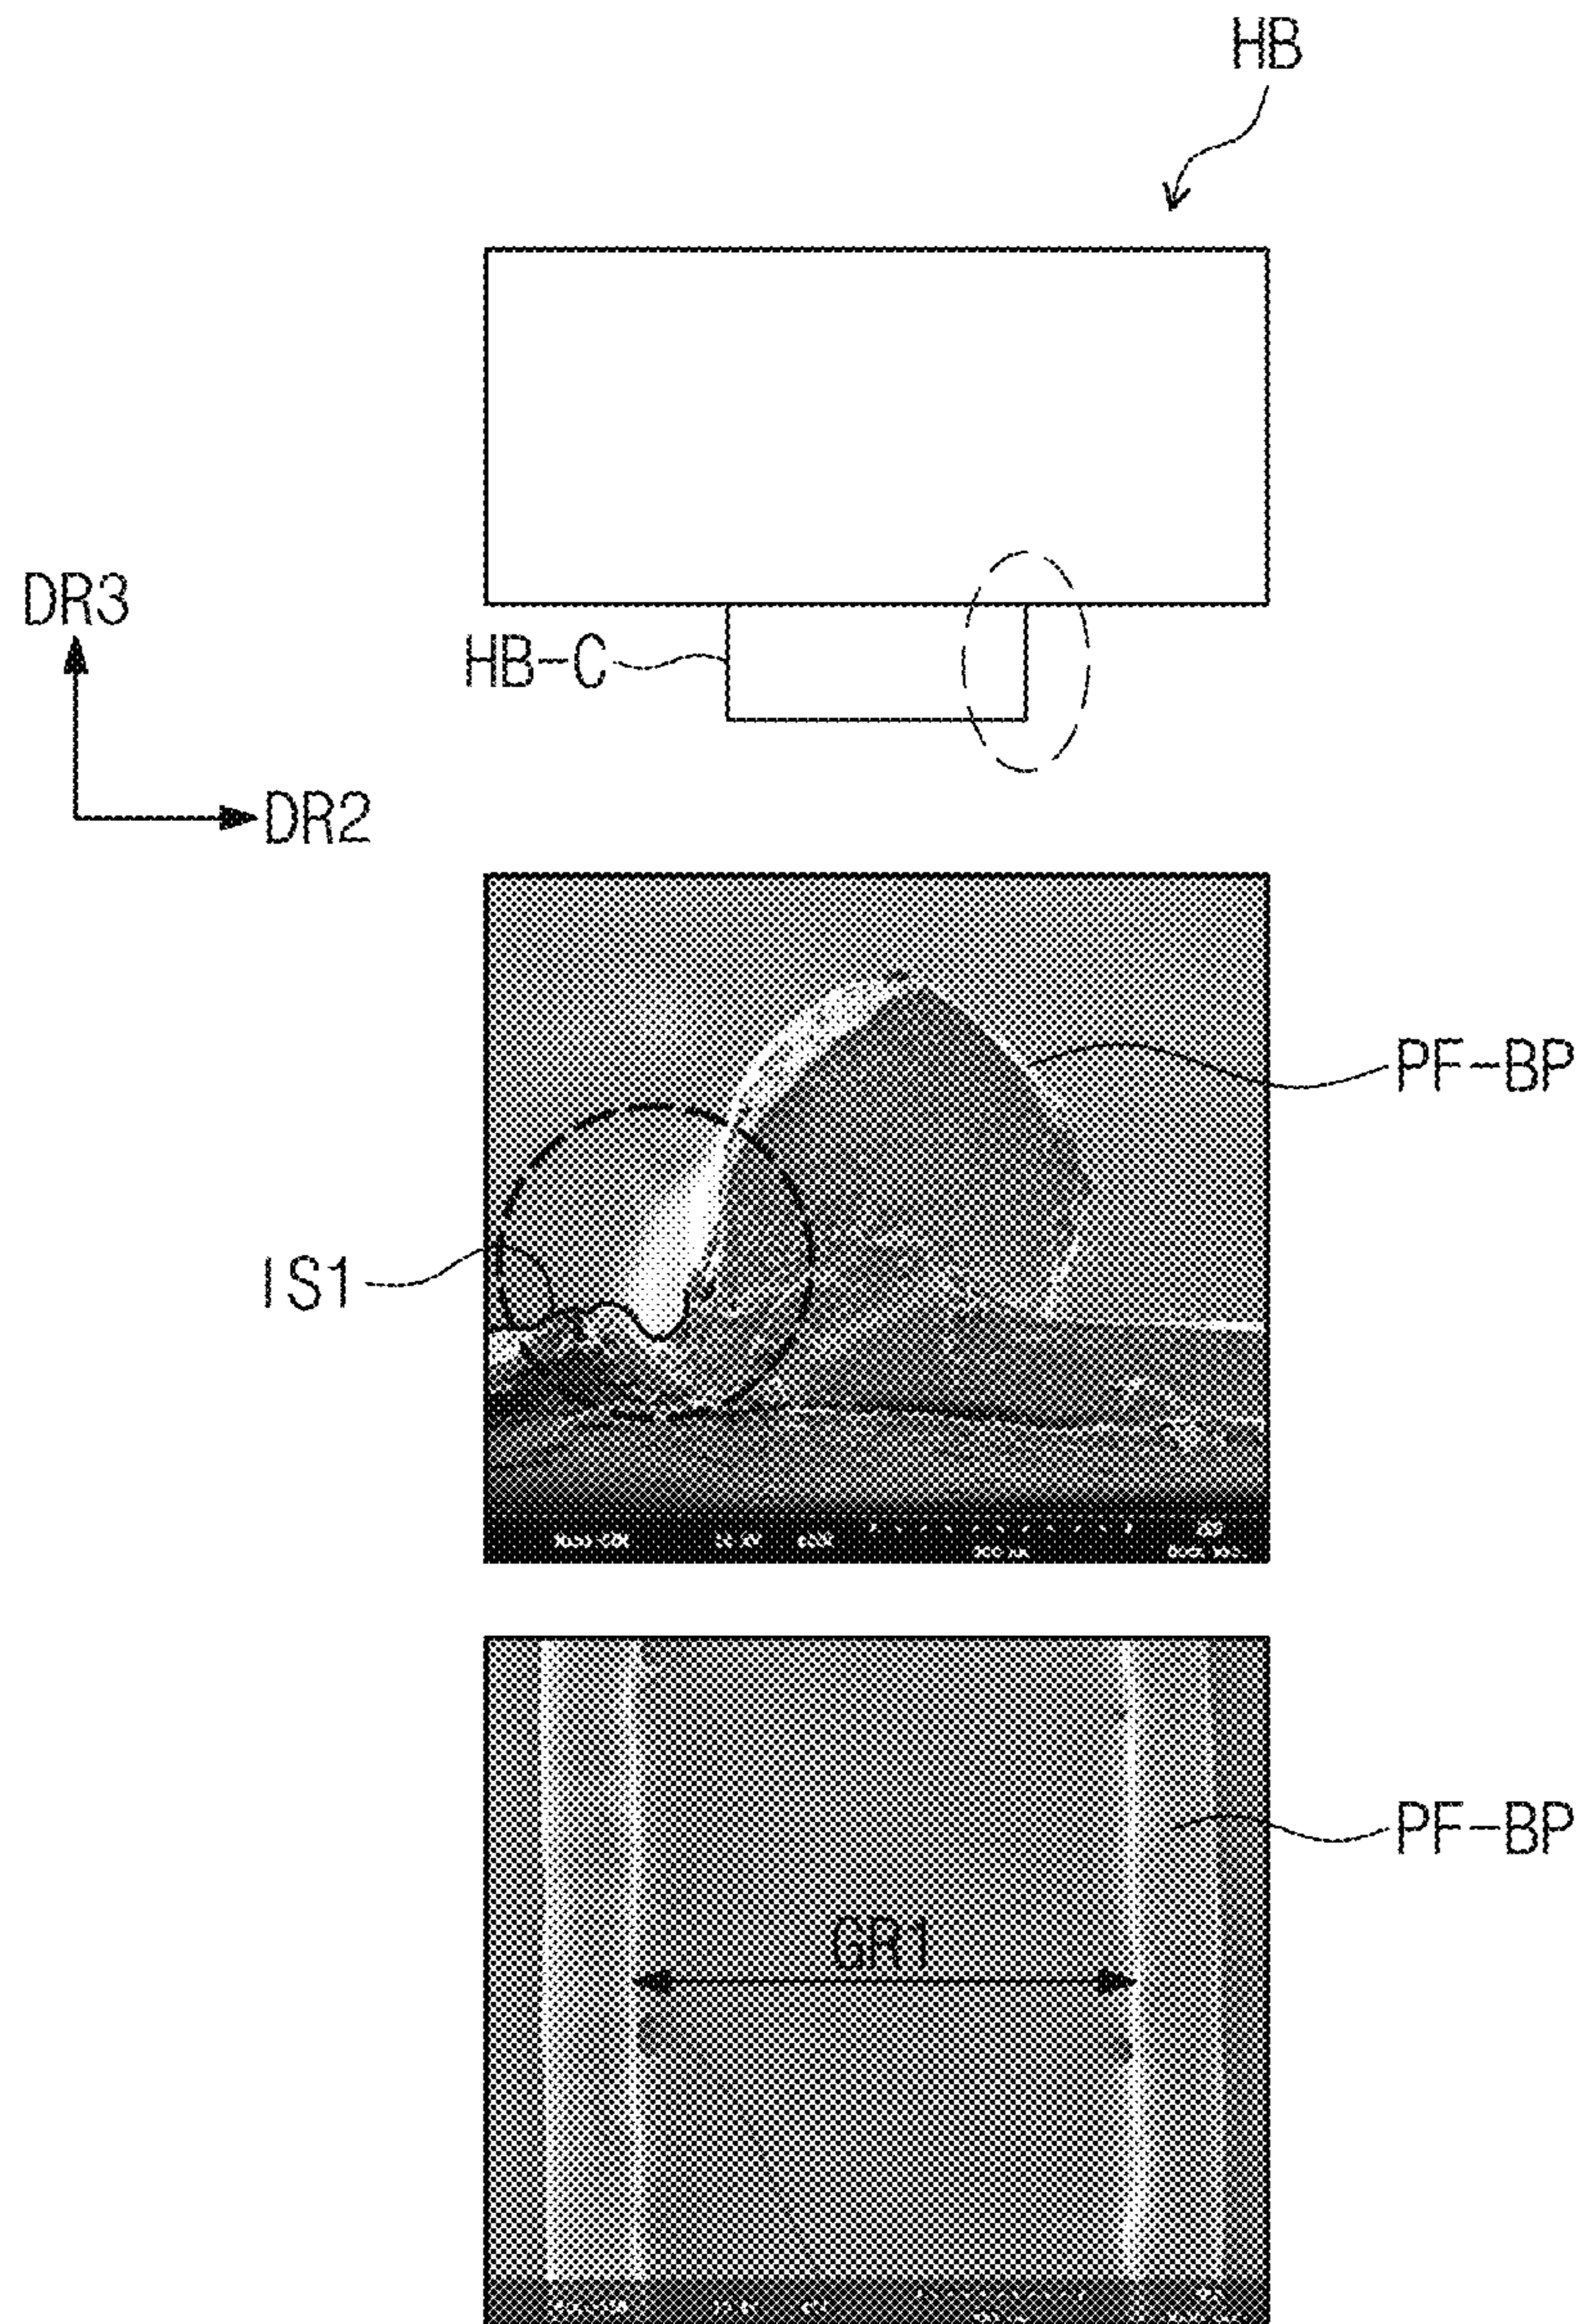 HB
DR3
HB-C
DR2
PF-BP
IS1
PF-BP
GR1